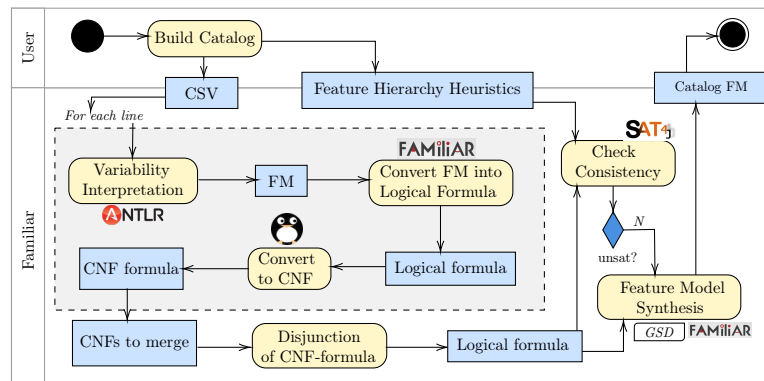 User
Build Catalog
CSV
Feature Hierarchy Heuristics
Catalog FM
Familiar
For each line
Variability
Interpretation
ANTLR
FM
FAMiLiAR
Convert FM into
Logical Formula
SAT4j
Check
Consistency
N
unsat?
CNF formula
Convert
to CNF
Logical formula
Feature Model
Synthesis
GSD
FAMiLiAR
CNFs to merge
Disjunction
of CNF-formula
Logical formula